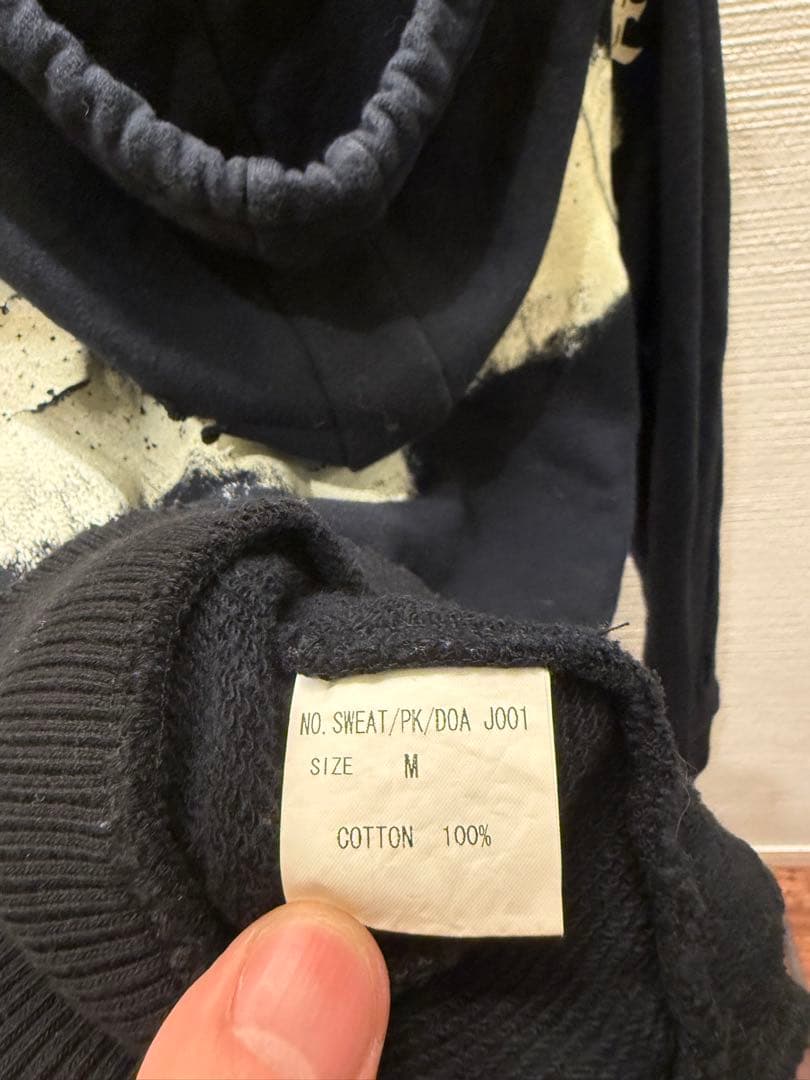 NO. SWEAT/PK/DOA J001
SIZE M
COTTON 100%